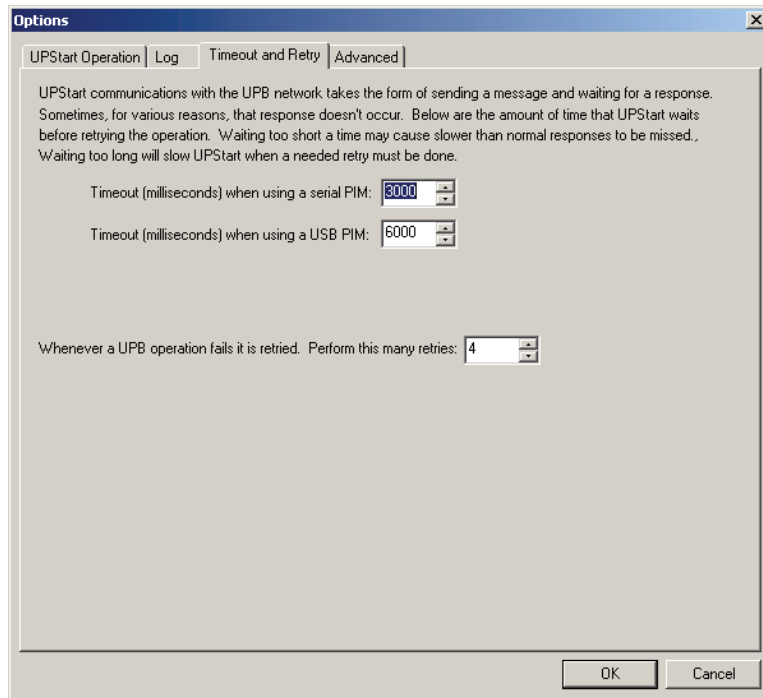 Options
UPStart Operation Log Timeout and Retry Advanced
UPStart communications with the UPB network takes the form of sending a message and waiting for a response.
Sometimes, for various reasons, that response doesn't occur. Below are the amount of time that UPStart waits
before retrying the operation. Waiting too short a time may cause slower than normal responses to be missed.,
Waiting too long will slow UPStart when a needed retry must be done.
Timeout (milliseconds) when using a serial PIM: 3000
Timeout (milliseconds) when using a USB PIM: 6000
Whenever a UPB operation fails it is retried. Perform this many retries: 4
OK Cancel